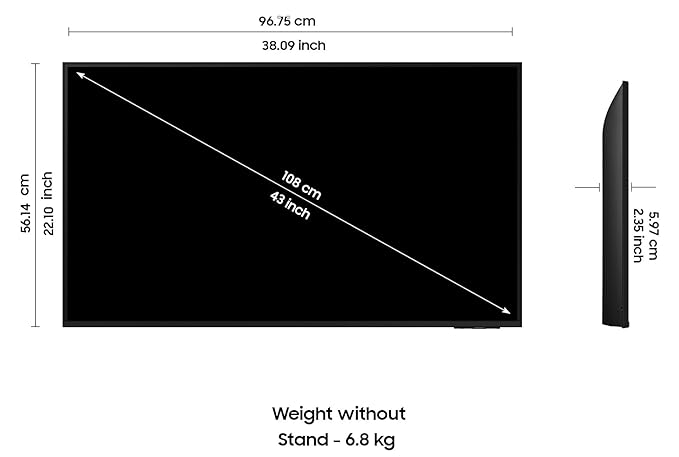 96.75 cm
38.09 inch
56.14 cm
22.10 inch
108 cm
43 inch
5.97 cm
2.35 inch
Weight without
Stand - 6.8 kg